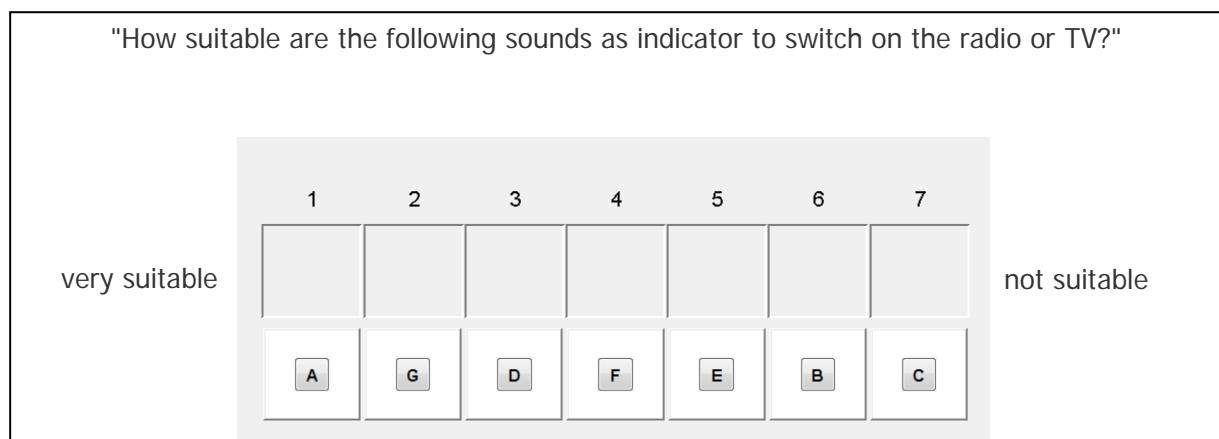 "How suitable are the following sounds as indicator to switch on the radio or TV?"
1 2 3 4 5 6 7
very suitable not suitable
A G D F E B C